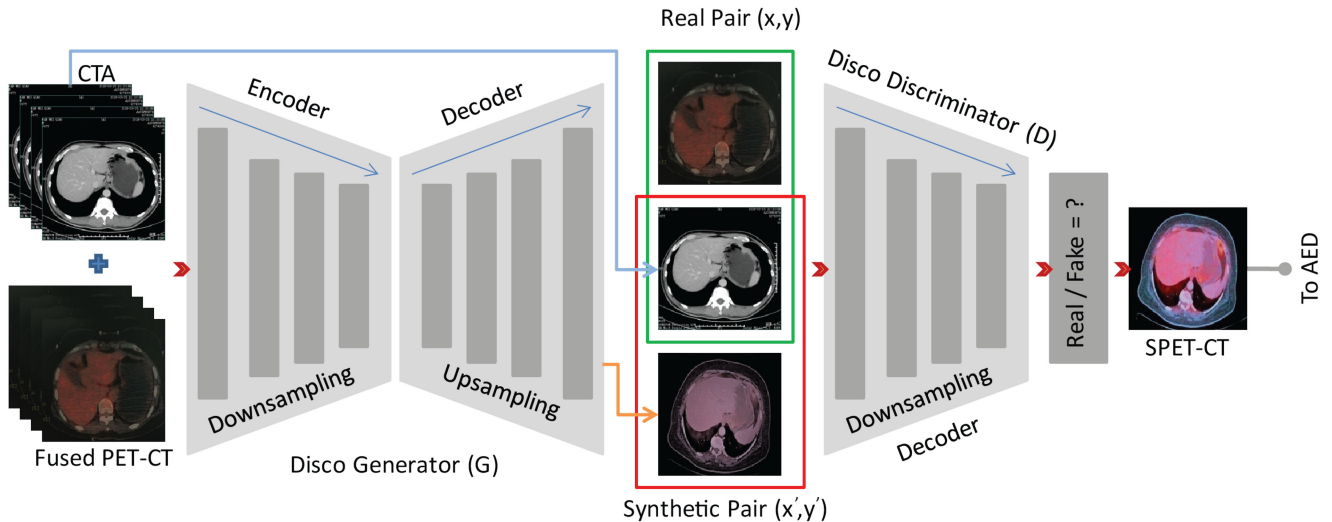 Real Pair (x,y)
CTA
Encoder
Decoder
Disco Discriminator (D)
Real / Fake = ?
To AED
SPET-CT
Downsampling
Upsampling
Downsampling
Decoder
Fused PET-CT
Disco Generator (G)
Synthetic Pair (x′,y′)